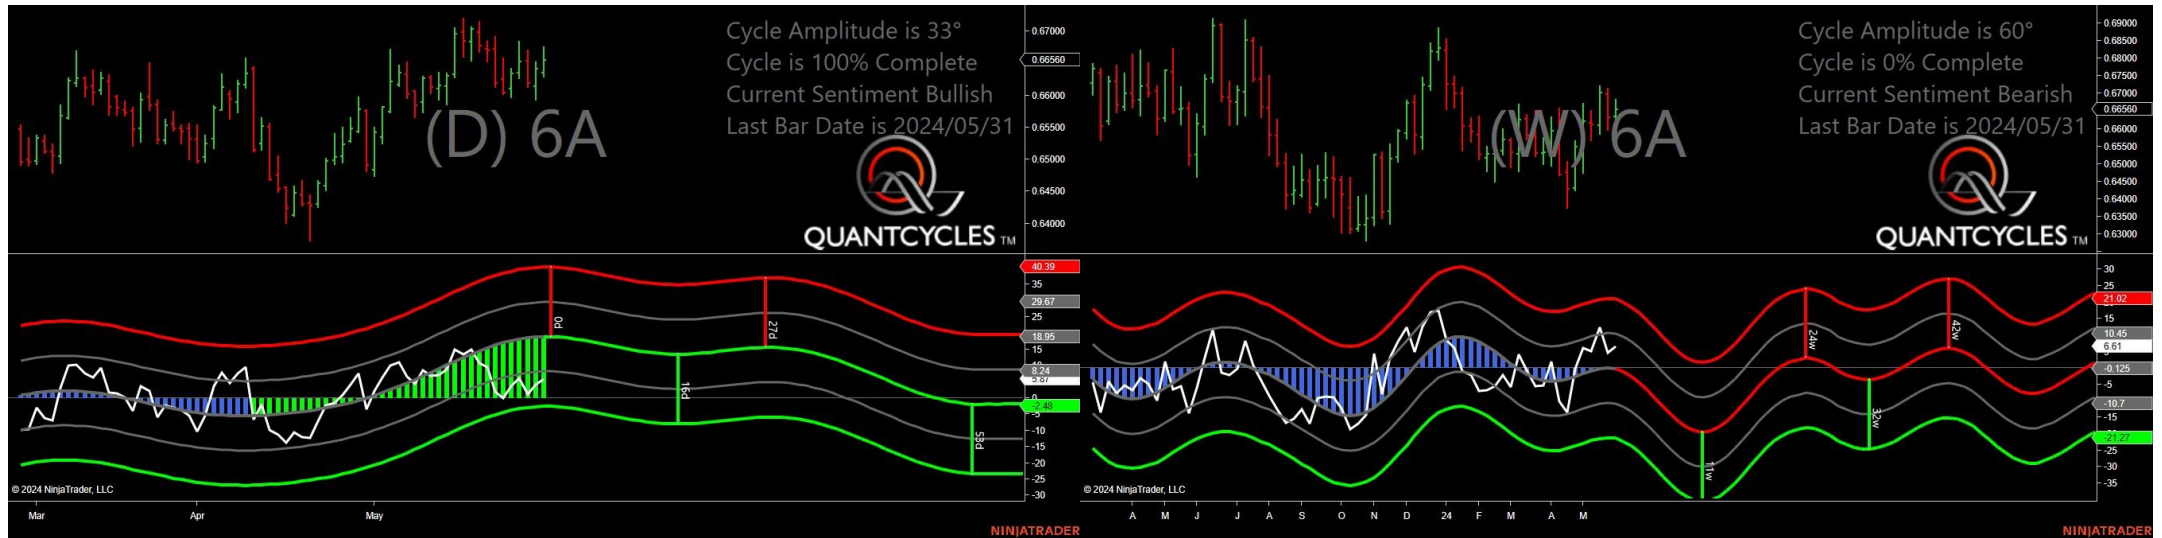 Cycle Amplitude is 33°
Cycle is 100% Complete
Current Sentiment Bullish
Last Bar Date is 2024/05/31
(D) 6A
QUANTCYCLES TM
0.67000
0.66560
0.66000
0.65500
0.65000
0.64500
0.64000
40.39
35
29.67
25
18.95
15
8.24
5.87
0
-2.48
-5
-10
-15
-20
-25
-30
0d
27d
16d
53d
© 2024 NinjaTrader, LLC
Mar
Apr
May
NINJATRADER
Cycle Amplitude is 60°
Cycle is 0% Complete
Current Sentiment Bearish
Last Bar Date is 2024/05/31
(W) 6A
QUANTCYCLES TM
0.69000
0.68500
0.68000
0.67500
0.67000
0.66560
0.66000
0.65500
0.65000
0.64500
0.64000
0.63500
0.63000
30
25
21.02
15
10.45
6.61
-0.125
-5
-10.7
-15
-21.27
-25
-30
-35
24w
42w
32w
11w
© 2024 NinjaTrader, LLC
A M J J A S O N D 24 F M A M
NINJATRADER